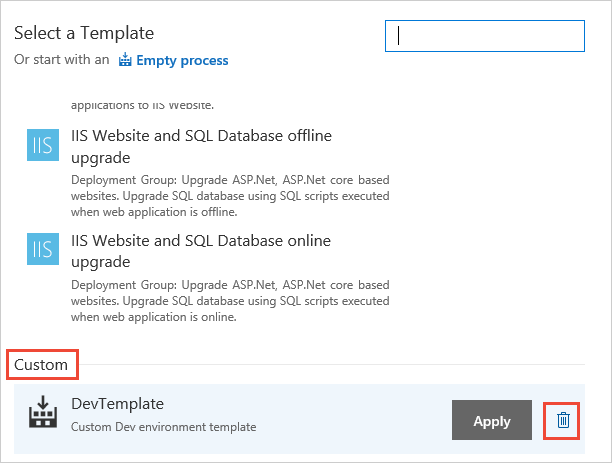 Select a Template
Or start with an Empty process
applications to IIS Website.
IIS
IIS Website and SQL Database offline
upgrade
Deployment Group: Upgrade ASP.Net, ASP.Net core based
websites. Upgrade SQL database using SQL scripts executed
when web application is offline.
IIS
IIS Website and SQL Database online
upgrade
Deployment Group: Upgrade ASP.Net, ASP.Net core based
websites. Upgrade SQL database using SQL scripts executed
when web application is online.
Custom
DevTemplate
Custom Dev environment template
Apply